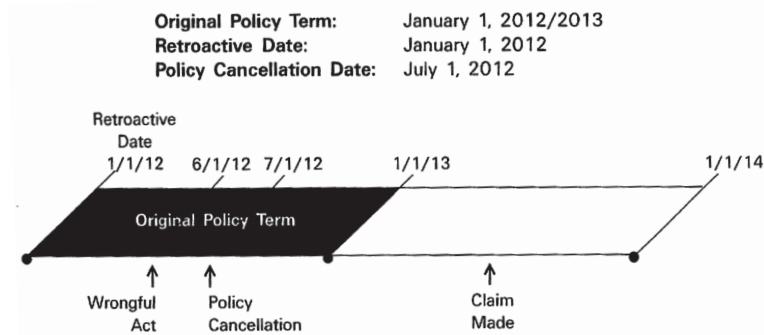 Original Policy Term: January 1, 2012/2013
Retroactive Date: January 1, 2012
Policy Cancellation Date: July 1, 2012
Retroactive
Date
1/1/12 6/1/12 7/1/12 1/1/13 1/1/14
Original Policy Term
Wrongful Policy Claim
Act Cancellation Made